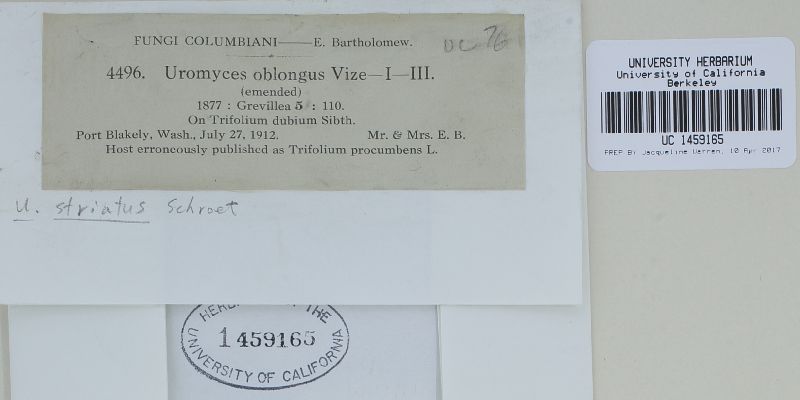 FUNGI COLUMBIANI—E. Bartholomew.
UC 76
4496. Uromyces oblongus Vize—I—III.
(emended)
1877 : Grevillea 5 : 110.
On Trifolium dubium Sibth.
Port Blakely, Wash., July 27, 1912. Mr. & Mrs. E. B.
Host erroneously published as Trifolium procumbens L.
U. striatus Schroet
UNIVERSITY HERBARIUM
University of California
Berkeley
UC 1459165
PREP BY Jacqueline Warren, 10 Apr 2017
THE
1459165
UNIVERSITY OF CALIFORNIA